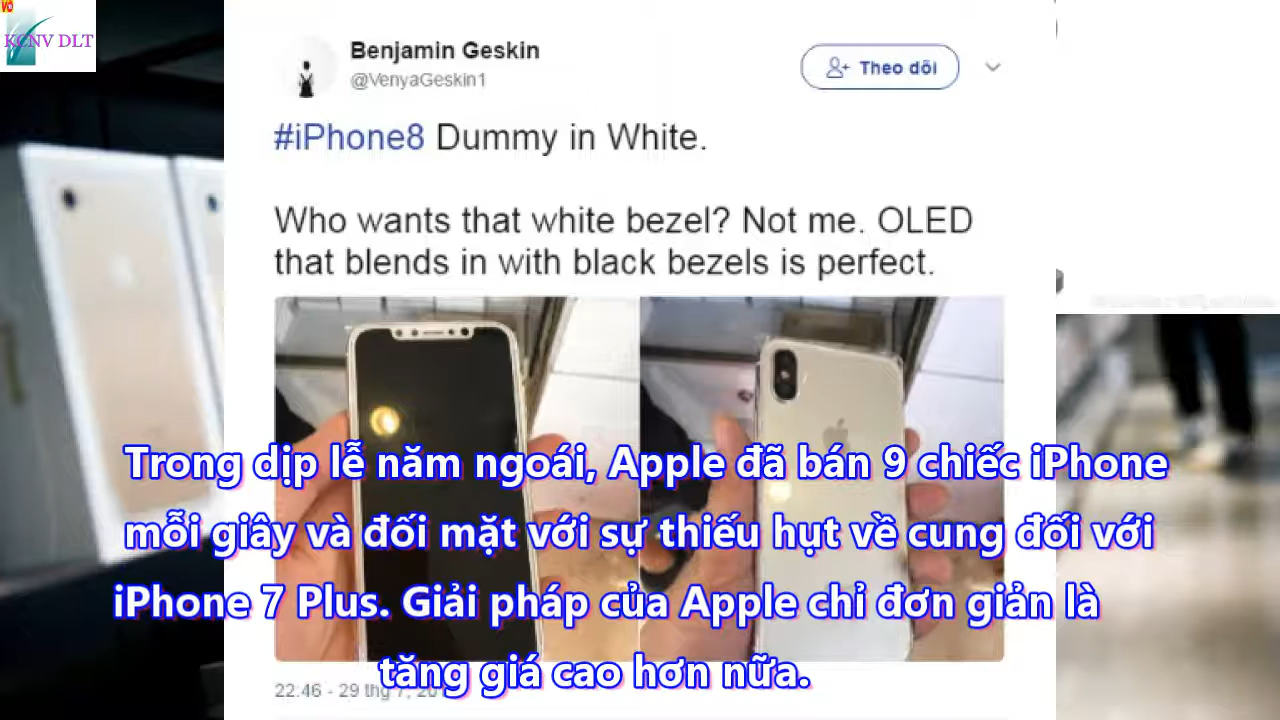 VO
KCNV DLT
Benjamin Geskin
@VenyaGeskin1
Theo dõi
#iPhone8 Dummy in White.
Who wants that white bezel? Not me. OLED
that blends in with black bezels is perfect.
Trong dịp lễ năm ngoái, Apple đã bán 9 chiếc iPhone
mỗi giây và đối mặt với sự thiếu hụt về cung đối với
iPhone 7 Plus. Giải pháp của Apple chỉ đơn giản là
tăng giá cao hơn nữa.
22:46 - 29 thg 7,